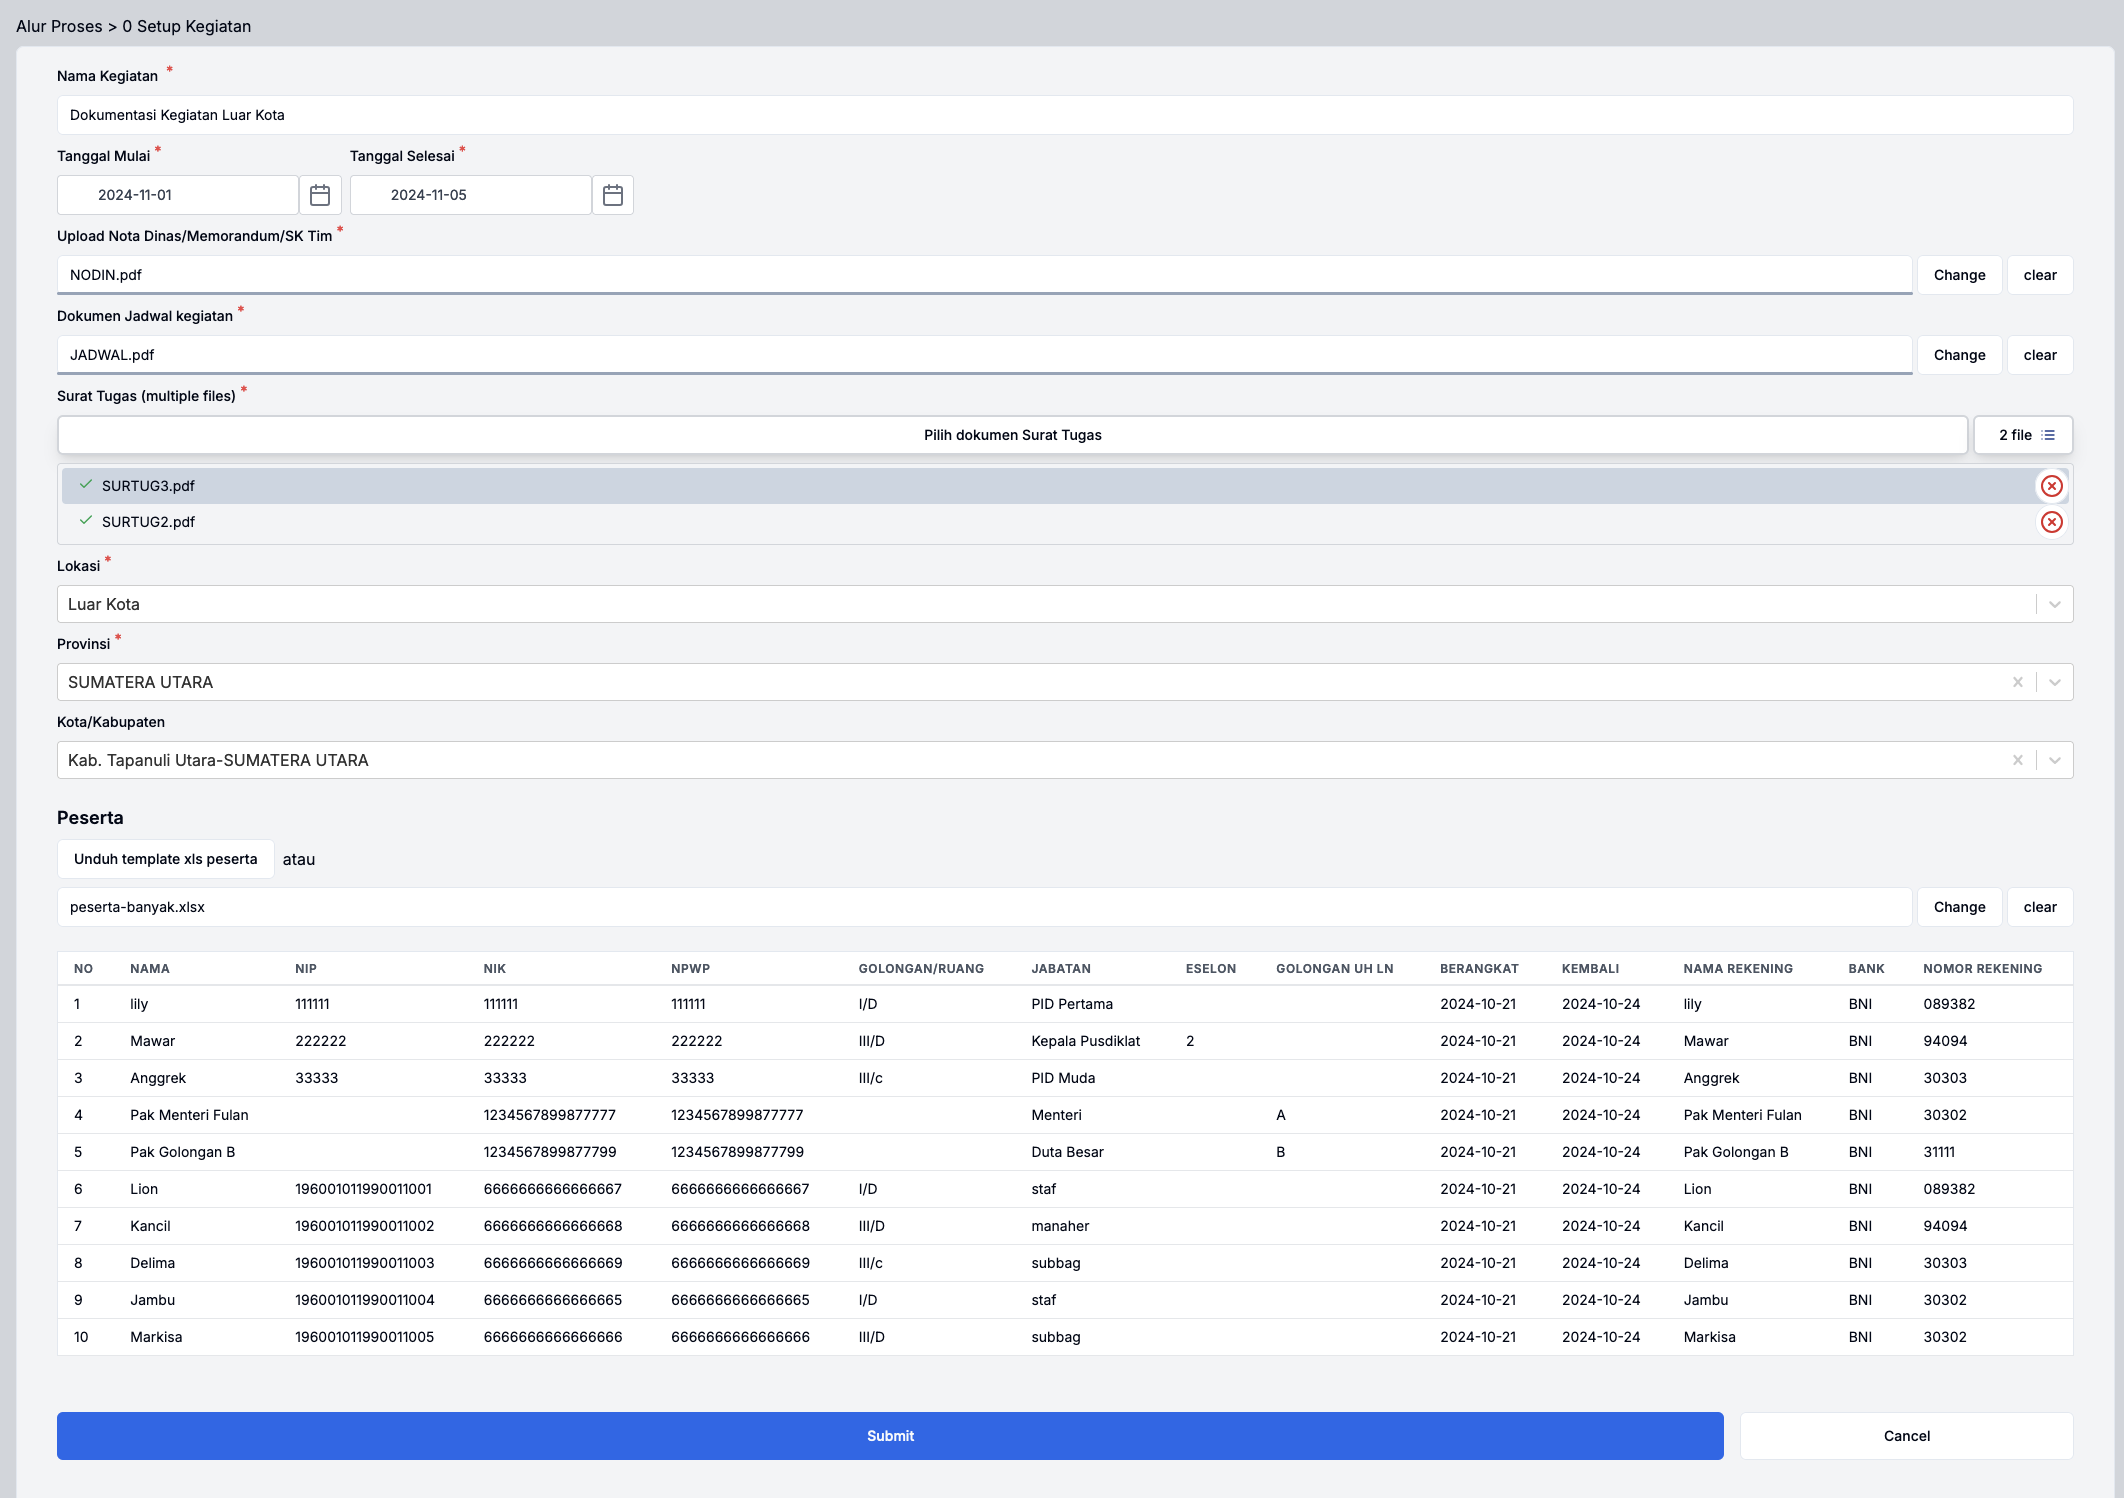 Alur Proses > 0 Setup Kegiatan
Nama Kegiatan *
Dokumentasi Kegiatan Luar Kota
Tanggal Mulai * Tanggal Selesai *
2024-11-01 2024-11-05
Upload Nota Dinas/Memorandum/SK Tim *
NODIN.pdf Change clear
Dokumen Jadwal kegiatan *
JADWAL.pdf Change clear
Surat Tugas (multiple files) *
Pilih dokumen Surat Tugas 2 file
SURTUG3.pdf
SURTUG2.pdf
Lokasi *
Luar Kota
Provinsi *
SUMATERA UTARA
Kota/Kabupaten
Kab. Tapanuli Utara-SUMATERA UTARA
Peserta
Unduh template xls peserta atau
peserta-banyak.xlsx Change clear
NO NAMA NIP NIK NPWP GOLONGAN/RUANG JABATAN ESELON GOLONGAN UH LN BERANGKAT KEMBALI NAMA REKENING BANK NOMOR REKENING
1 lily 111111 111111 111111 I/D PID Pertama 2024-10-21 2024-10-24 lily BNI 089382
2 Mawar 222222 222222 222222 III/D Kepala Pusdiklat 2 2024-10-21 2024-10-24 Mawar BNI 94094
3 Anggrek 33333 33333 33333 III/c PID Muda 2024-10-21 2024-10-24 Anggrek BNI 30303
4 Pak Menteri Fulan 1234567899877777 1234567899877777 Menteri A 2024-10-21 2024-10-24 Pak Menteri Fulan BNI 30302
5 Pak Golongan B 1234567899877799 1234567899877799 Duta Besar B 2024-10-21 2024-10-24 Pak Golongan B BNI 31111
6 Lion 196001011990011001 6666666666666667 6666666666666667 I/D staf 2024-10-21 2024-10-24 Lion BNI 089382
7 Kancil 196001011990011002 6666666666666668 6666666666666668 III/D manaher 2024-10-21 2024-10-24 Kancil BNI 94094
8 Delima 196001011990011003 6666666666666669 6666666666666669 III/c subbag 2024-10-21 2024-10-24 Delima BNI 30303
9 Jambu 196001011990011004 6666666666666665 6666666666666665 I/D staf 2024-10-21 2024-10-24 Jambu BNI 30302
10 Markisa 196001011990011005 6666666666666666 6666666666666666 III/D subbag 2024-10-21 2024-10-24 Markisa BNI 30302
Submit Cancel